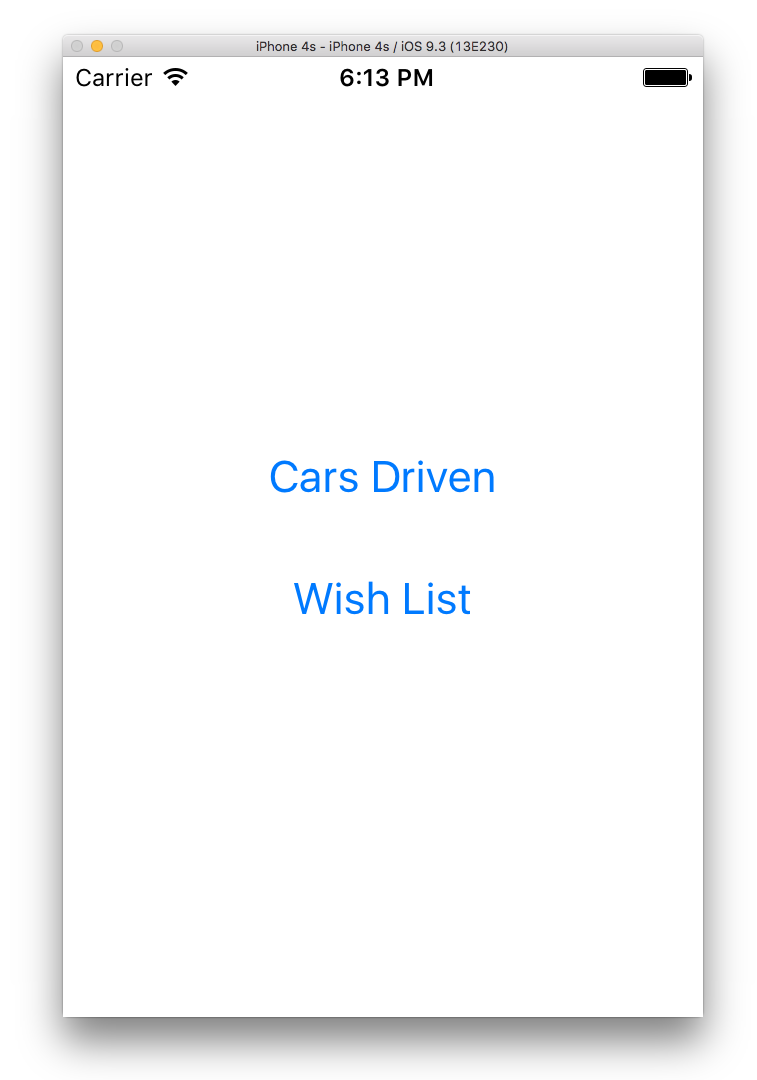 iPhone 4s - iPhone 4s / iOS 9.3 (13E230)
Carrier 6:13 PM
Cars Driven
Wish List